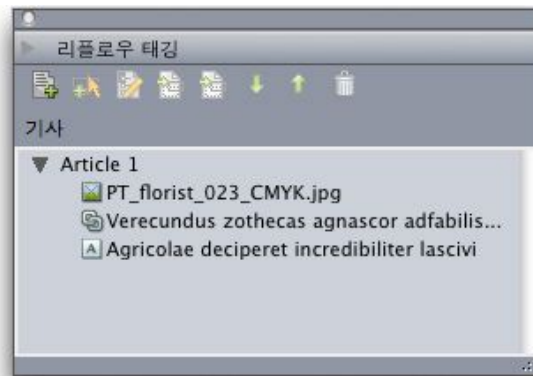 리플로우 태깅
기사
Article 1
PT_florist_023_CMYK.jpg
Verecundus zothecas agnascor adfabilis...
A Agricolae deciperet incredibiliter lascivi